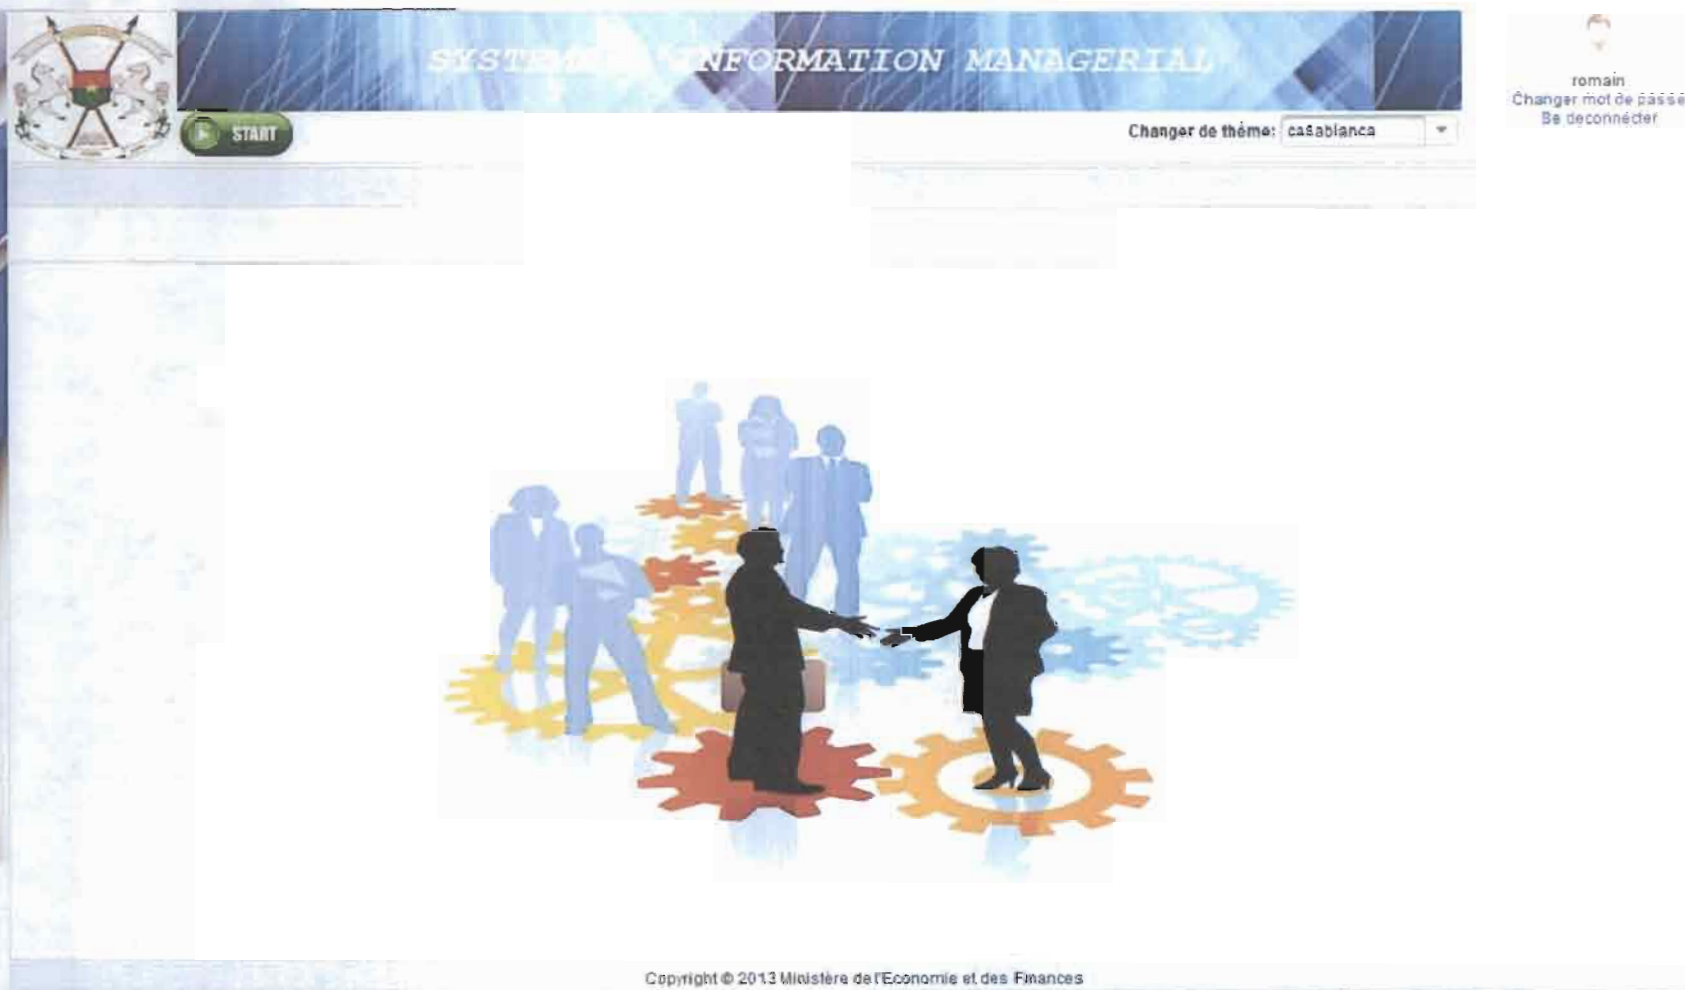 SYSTEME D'INFORMATION MANAGERIAL
romain
Changer mot de passe
Se deconnecter
START
Changer de thème: casablanca
Copyright © 2013 Ministère de l'Economie et des Finances